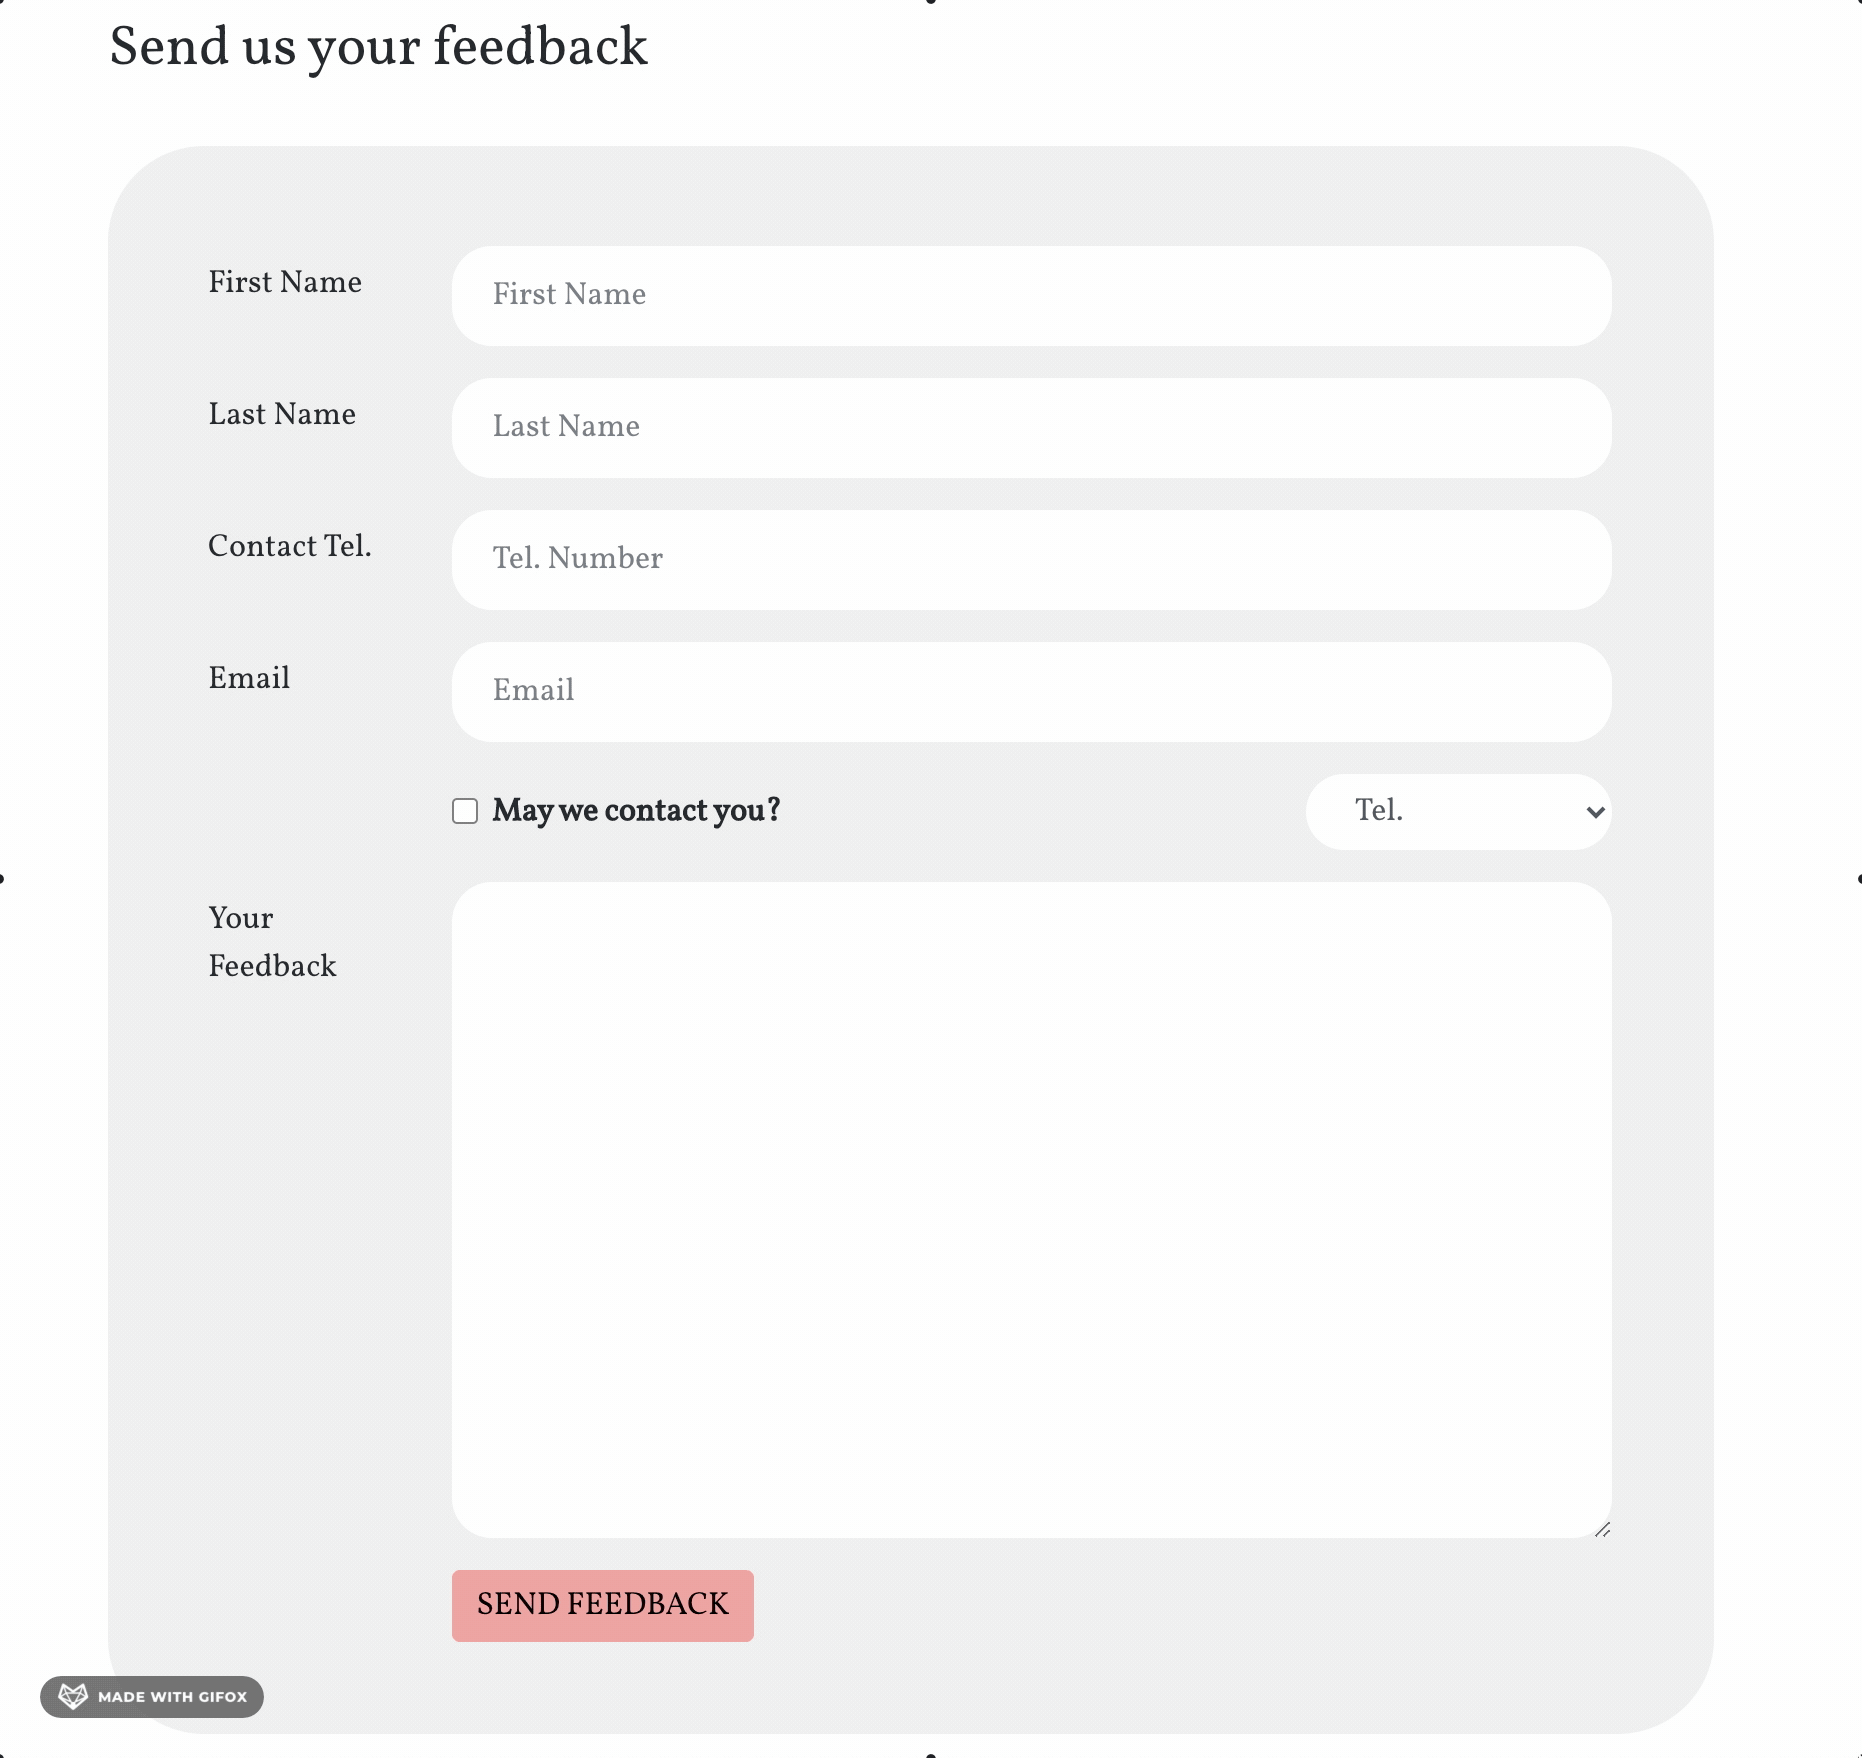 Send us your feedback
First Name
First Name
Last Name
Last Name
Contact Tel.
Tel. Number
Email
Email
May we contact you?
Tel.
Your
Feedback
SEND FEEDBACK
MADE WITH GIFOX